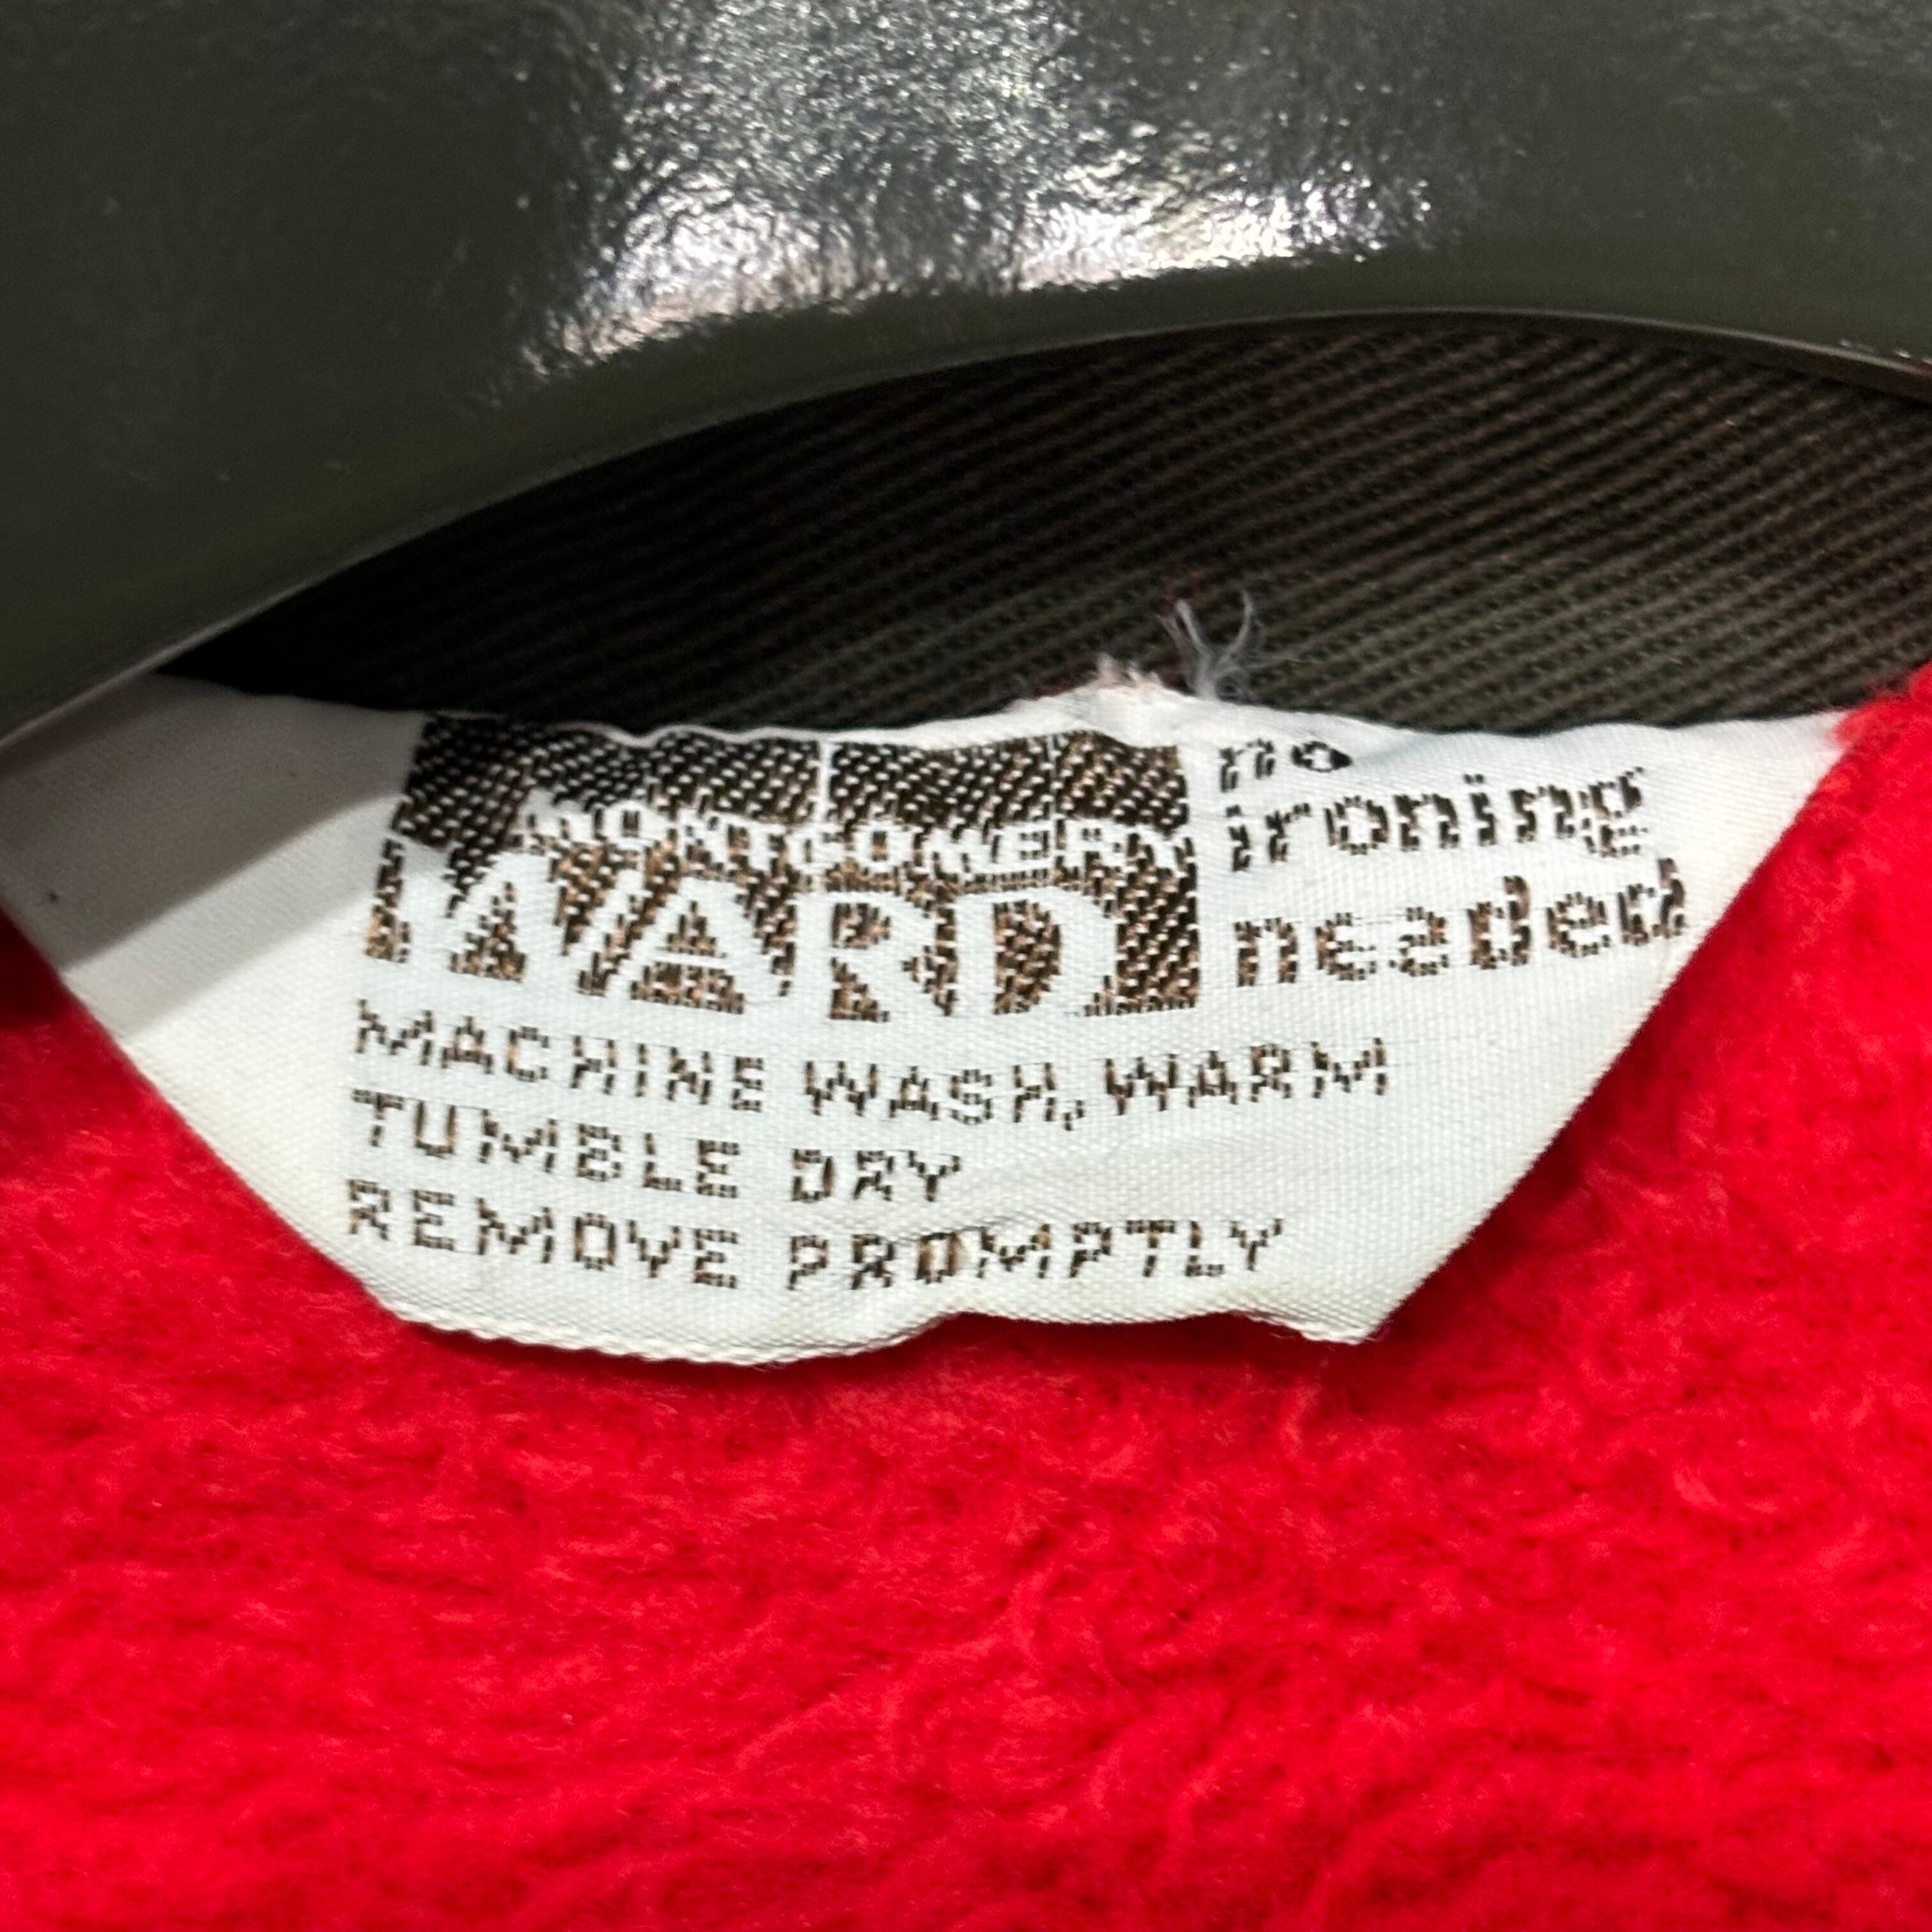 no
ironing
needed
MONTGOMERY
WARD
MACHINE WASH, WARM
TUMBLE DRY
REMOVE PROMPTLY